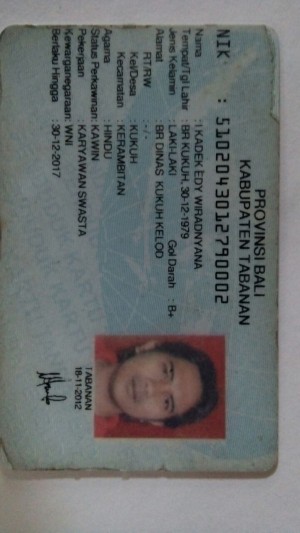 PROVINSI BALI
KABUPATEN TABANAN
NIK : 5102043012790002
Nama : I KADEK EDY WIRADNYANA
Tempat/Tgl Lahir : BR KUKUH, 30-12-1979
Jenis Kelamin : LAKI-LAKI Gol Darah : B+
Alamat : BR DINAS KUKUH KELOD
RT/RW : -/-
Kel/Desa : KUKUH
Kecamatan : KERAMBITAN
Agama : HINDU
Status Perkawinan: KAWIN
Pekerjaan : KARYAWAN SWASTA
Kewarganegaraan: WNI
Berlaku Hingga : 30-12-2017
TABANAN
18-11-2012